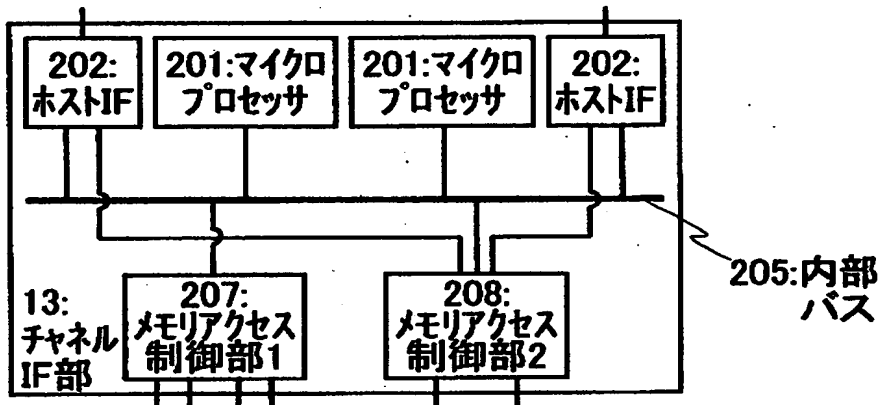 202:
ホストIF
201:マイクロ
プロセッサ
201:マイクロ
プロセッサ
202:
ホストIF
205:内部
バス
13:
チャネル
IF部
207:
メモリアクセス
制御部1
208:
メモリアクセス
制御部2